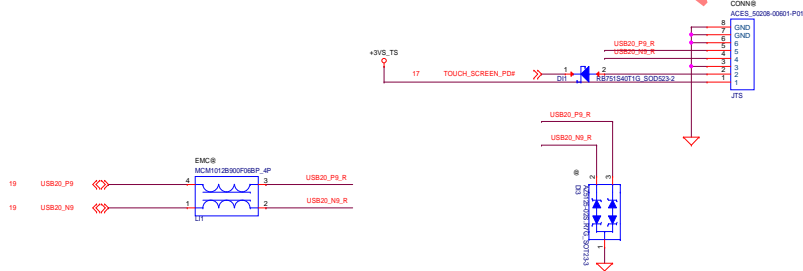 CONN@
ACES_50208-00601-P01
8 GND
7 GND
6 6
USB20_P9_R 5 5
USB20_N9_R 4 4
3 3
+3VS_TS
17 TOUCH_SCREEN_PD# 1 2 2 2
DI1 RB751S40T1G_SOD523-2 1 1
JTS
USB20_P9_R
USB20_N9_R
EMC@
MCM1012B900F06BP_4P
19 USB20_P9 4 3 USB20_P9_R
19 USB20_N9 1 2 USB20_N9_R
LI1
@
DI3
2 3
1